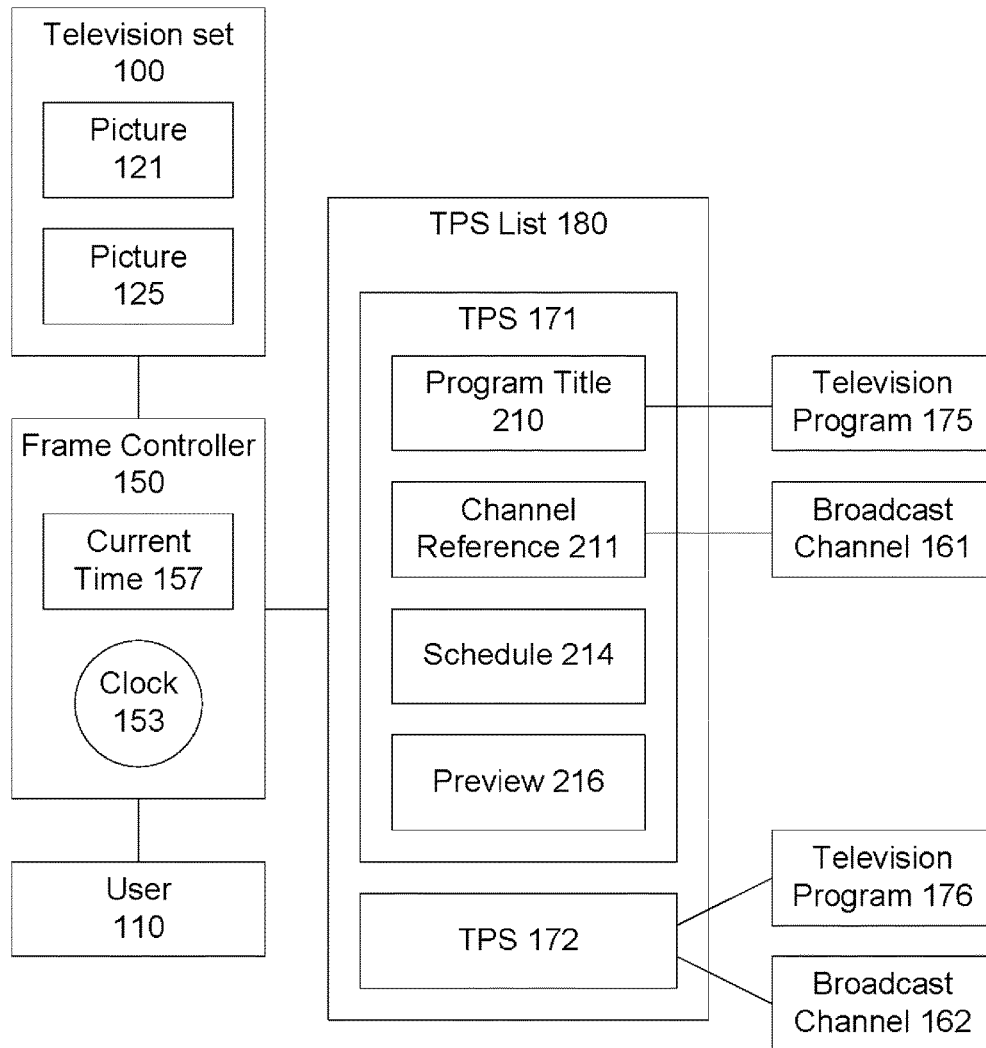 Television set
100
Picture
121
Picture
125
Frame Controller
150
Current
Time 157
Clock
153
User
110
TPS List 180
TPS 171
Program Title
210
Channel
Reference 211
Schedule 214
Preview 216
TPS 172
Television
Program 175
Broadcast
Channel 161
Television
Program 176
Broadcast
Channel 162